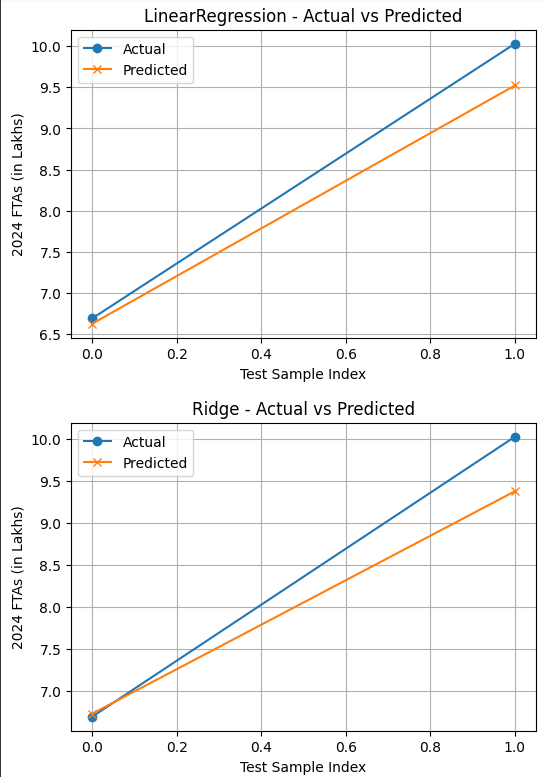 LinearRegression - Actual vs Predicted
Actual
Predicted
2024 FTAs (in Lakhs)
10.0
9.5
9.0
8.5
8.0
7.5
7.0
6.5
0.0 0.2 0.4 0.6 0.8 1.0
Test Sample Index
Ridge - Actual vs Predicted
Actual
Predicted
2024 FTAs (in Lakhs)
10.0
9.5
9.0
8.5
8.0
7.5
7.0
0.0 0.2 0.4 0.6 0.8 1.0
Test Sample Index